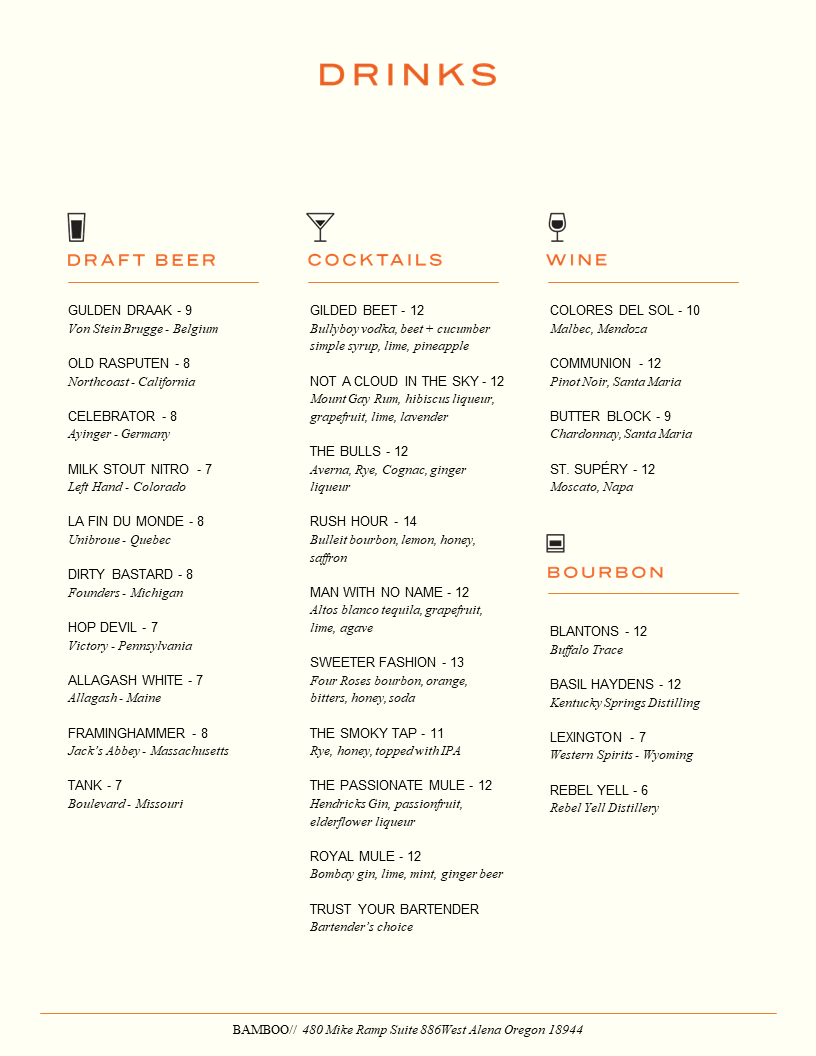 DRINKS
DRAFT BEER
GULDEN DRAAK - 9
Von Stein Brugge - Belgium
OLD RASPUTEN - 8
Northcoast - California
CELEBRATOR - 8
Ayinger - Germany
MILK STOUT NITRO - 7
Left Hand - Colorado
LA FIN DU MONDE - 8
Unibroue - Quebec
DIRTY BASTARD - 8
Founders - Michigan
HOP DEVIL - 7
Victory - Pennsylvania
ALLAGASH WHITE - 7
Allagash - Maine
FRAMINGHAMMER - 8
Jack's Abbey - Massachusetts
TANK - 7
Boulevard - Missouri
COCKTAILS
GILDED BEET - 12
Bullyboy vodka, beet + cucumber
simple syrup, lime, pineapple
NOT A CLOUD IN THE SKY - 12
Mount Gay Rum, hibiscus liqueur,
grapefruit, lime, lavender
THE BULLS - 12
Averna, Rye, Cognac, ginger
liqueur
RUSH HOUR - 14
Bulleit bourbon, lemon, honey,
saffron
MAN WITH NO NAME - 12
Altos blanco tequila, grapefruit,
lime, agave
SWEETER FASHION - 13
Four Roses bourbon, orange,
bitters, honey, soda
THE SMOKY TAP - 11
Rye, honey, topped with IPA
THE PASSIONATE MULE - 12
Hendricks Gin, passionfruit,
elderflower liqueur
ROYAL MULE - 12
Bombay gin, lime, mint, ginger beer
TRUST YOUR BARTENDER
Bartender's choice
WINE
COLORES DEL SOL - 10
Malbec, Mendoza
COMMUNION - 12
Pinot Noir, Santa Maria
BUTTER BLOCK - 9
Chardonnay, Santa Maria
ST. SUPÉRY - 12
Moscato, Napa
BOURBON
BLANTONS - 12
Buffalo Trace
BASIL HAYDENS - 12
Kentucky Springs Distilling
LEXINGTON - 7
Western Spirits - Wyoming
REBEL YELL - 6
Rebel Yell Distillery
BAMBOO// 480 Mike Ramp Suite 886West Alena Oregon 18944